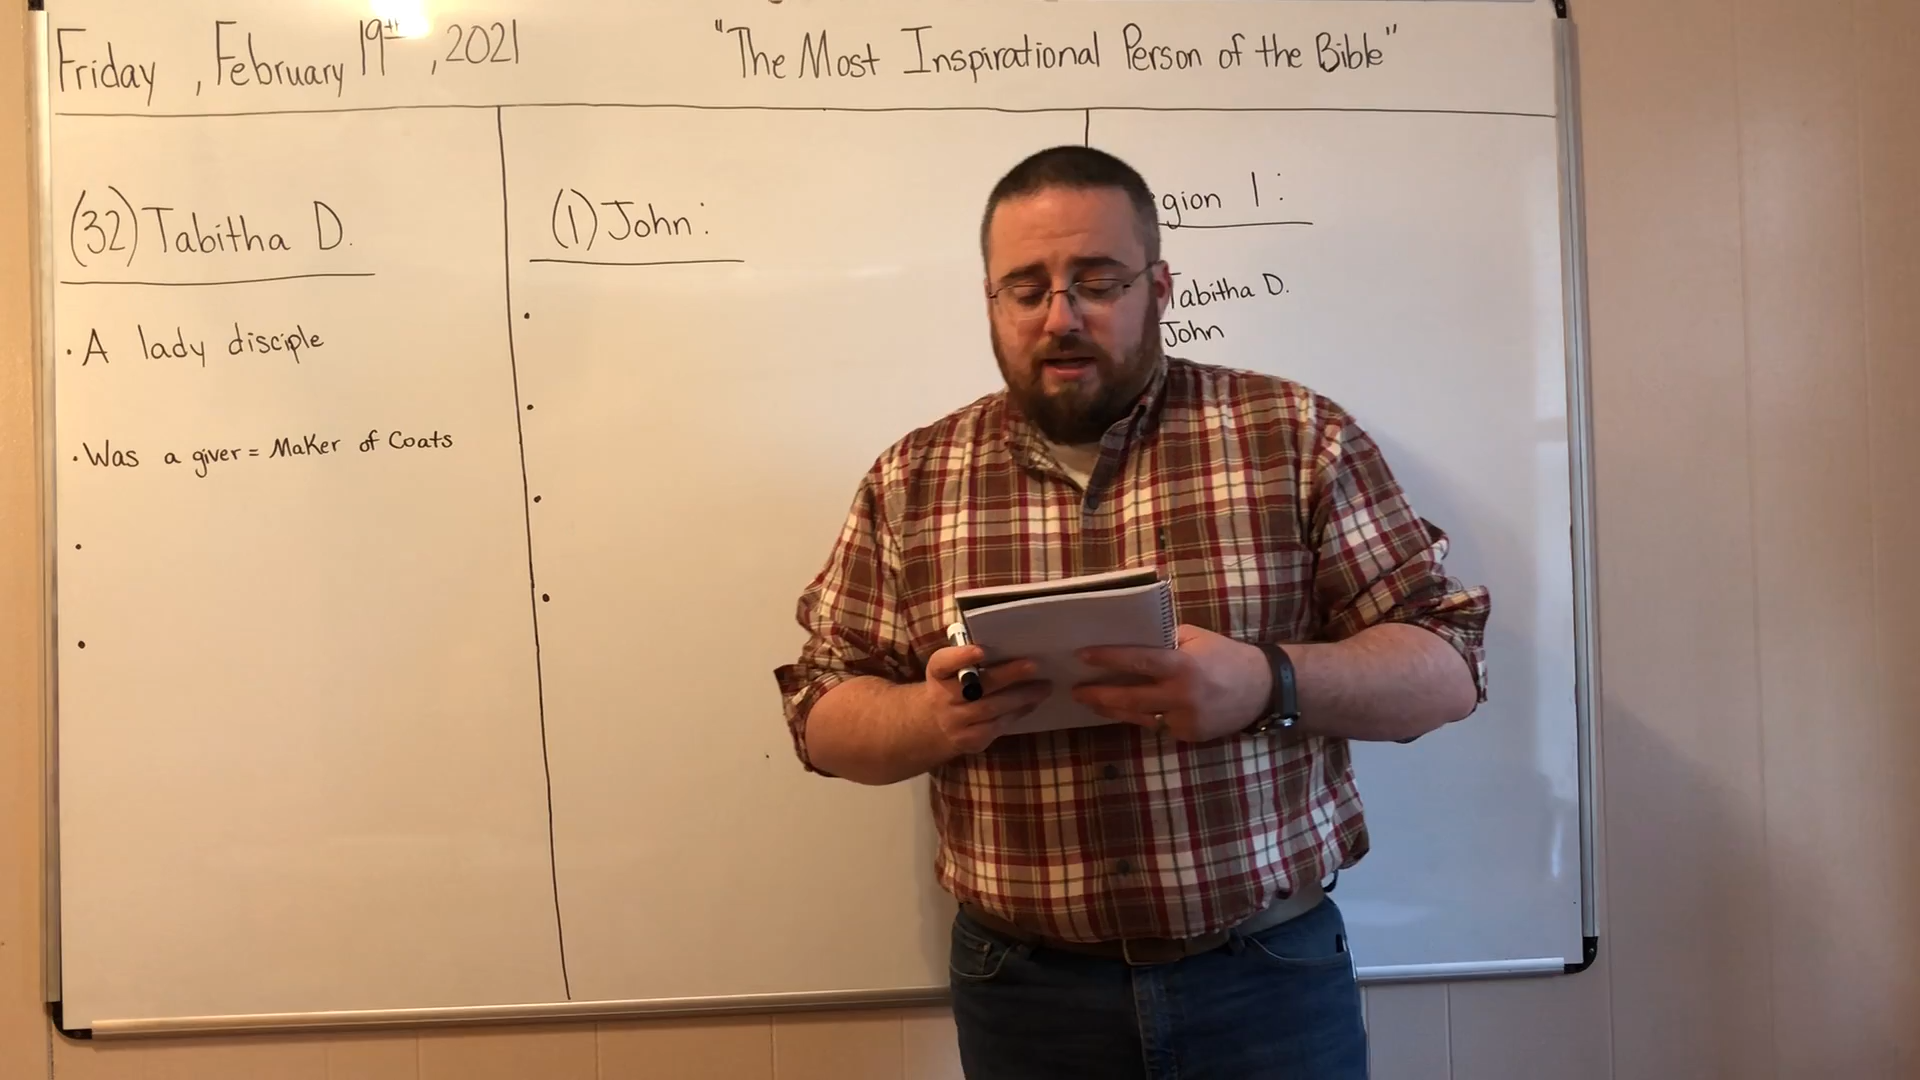 Friday, February 19th, 2021
"The Most Inspirational Person of the Bible"
(32) Tabitha D.
• A lady disciple
• Was a giver = Maker of Coats
•
•
(1) John:
•
•
•
•
gion 1:
Tabitha D.
John